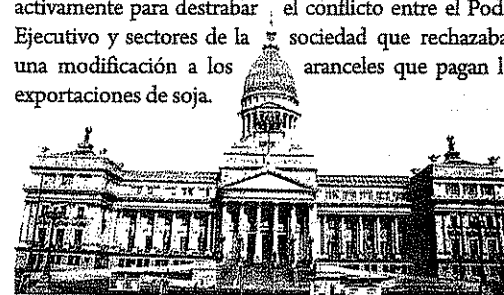 activamente para destrabar el conflicto entre el Pod
Ejecutivo y sectores de la sociedad que rechazaba
una modificación a los aranceles que pagan l
exportaciones de soja.